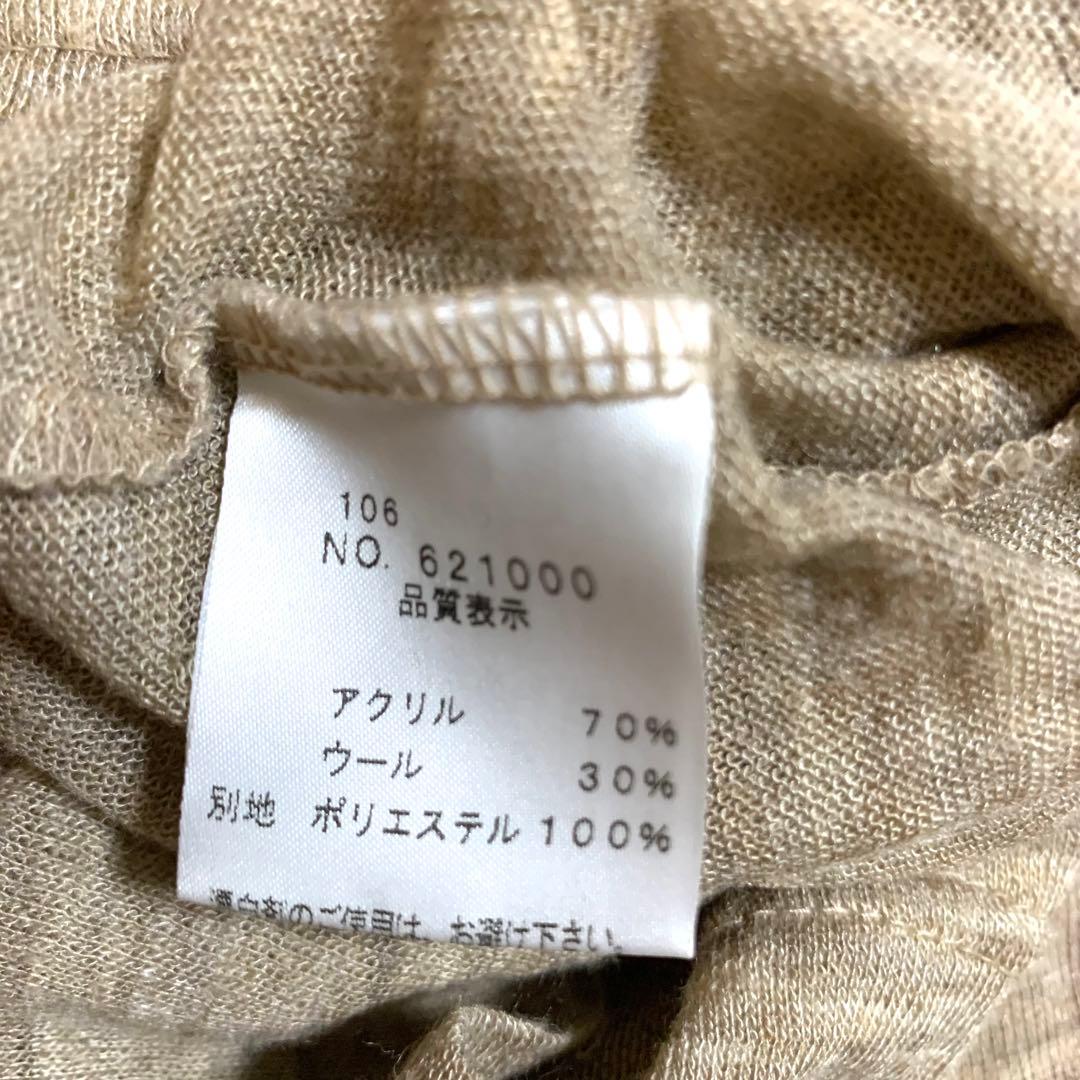 106
NO. 621000
品質表示
アクリル 70%
ウール 30%
別地 ポリエステル 100%
漂白剤のご使用は、お避け下さい。